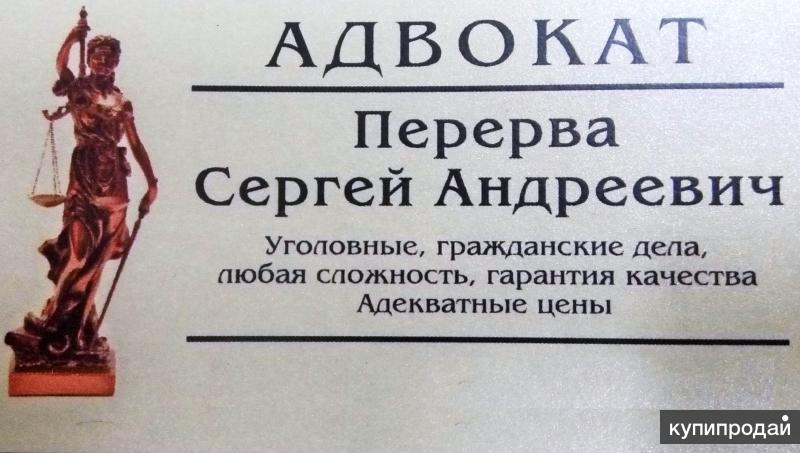 АДВОКАТ
Перерва
Сергей Андреевич
Уголовные, гражданские дела,
любая сложность, гарантия качества
Адекватные цены
купипродай